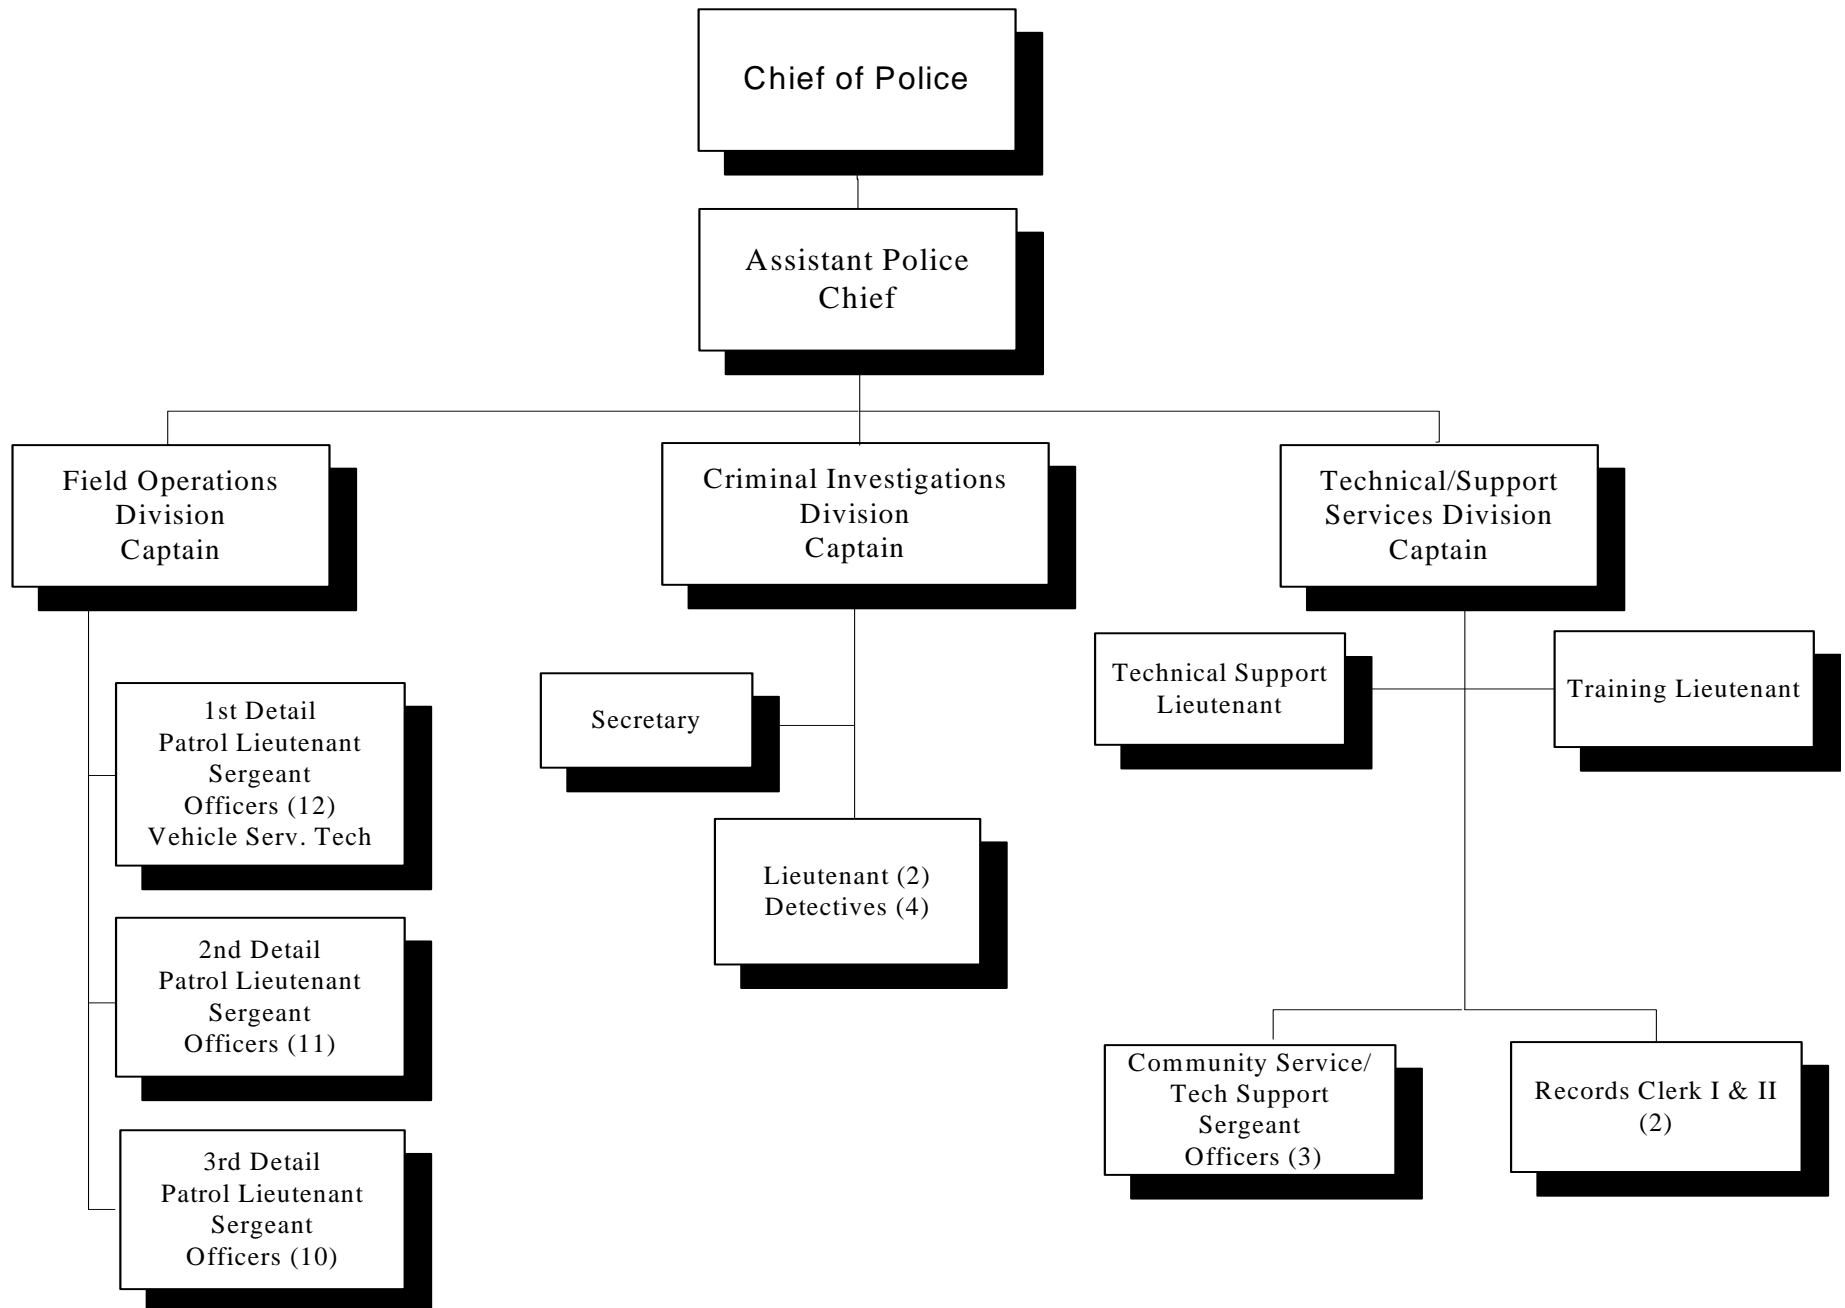 Chief of Police
Assistant Police
Chief
Field Operations
Division
Captain
Criminal Investigations
Division
Captain
Technical/Support
Services Division
Captain
1st Detail
Patrol Lieutenant
Sergeant
Officers (12)
Vehicle Serv. Tech
2nd Detail
Patrol Lieutenant
Sergeant
Officers (11)
3rd Detail
Patrol Lieutenant
Sergeant
Officers (10)
Secretary
Lieutenant (2)
Detectives (4)
Technical Support
Lieutenant
Training Lieutenant
Community Service/
Tech Support
Sergeant
Officers (3)
Records Clerk I & II
(2)